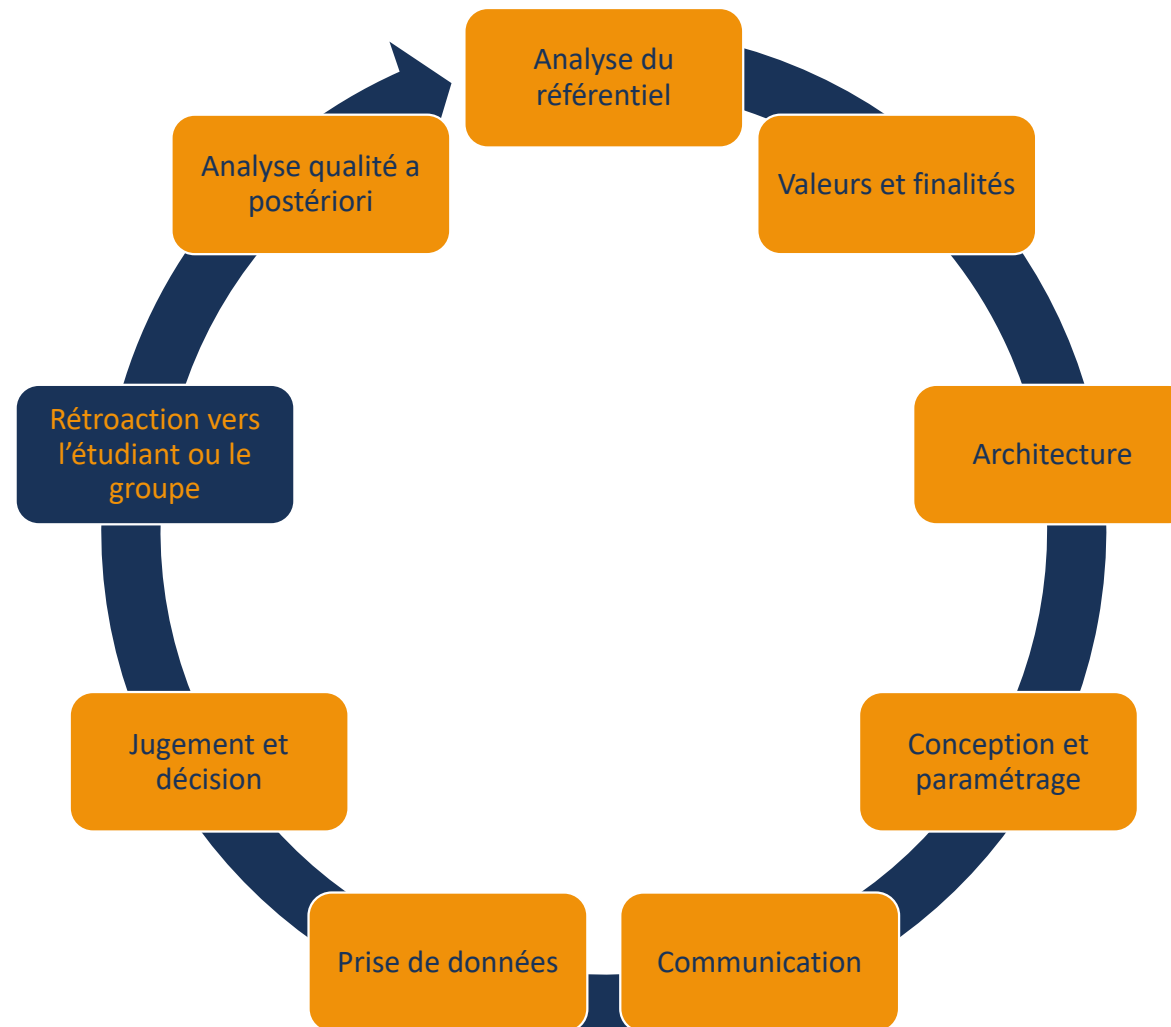 Analyse du
référentiel
Valeurs et finalités
Architecture
Conception et
paramétrage
Communication
Prise de données
Jugement et
décision
Rétroaction vers
l’étudiant ou le
groupe
Analyse qualité a
postériori